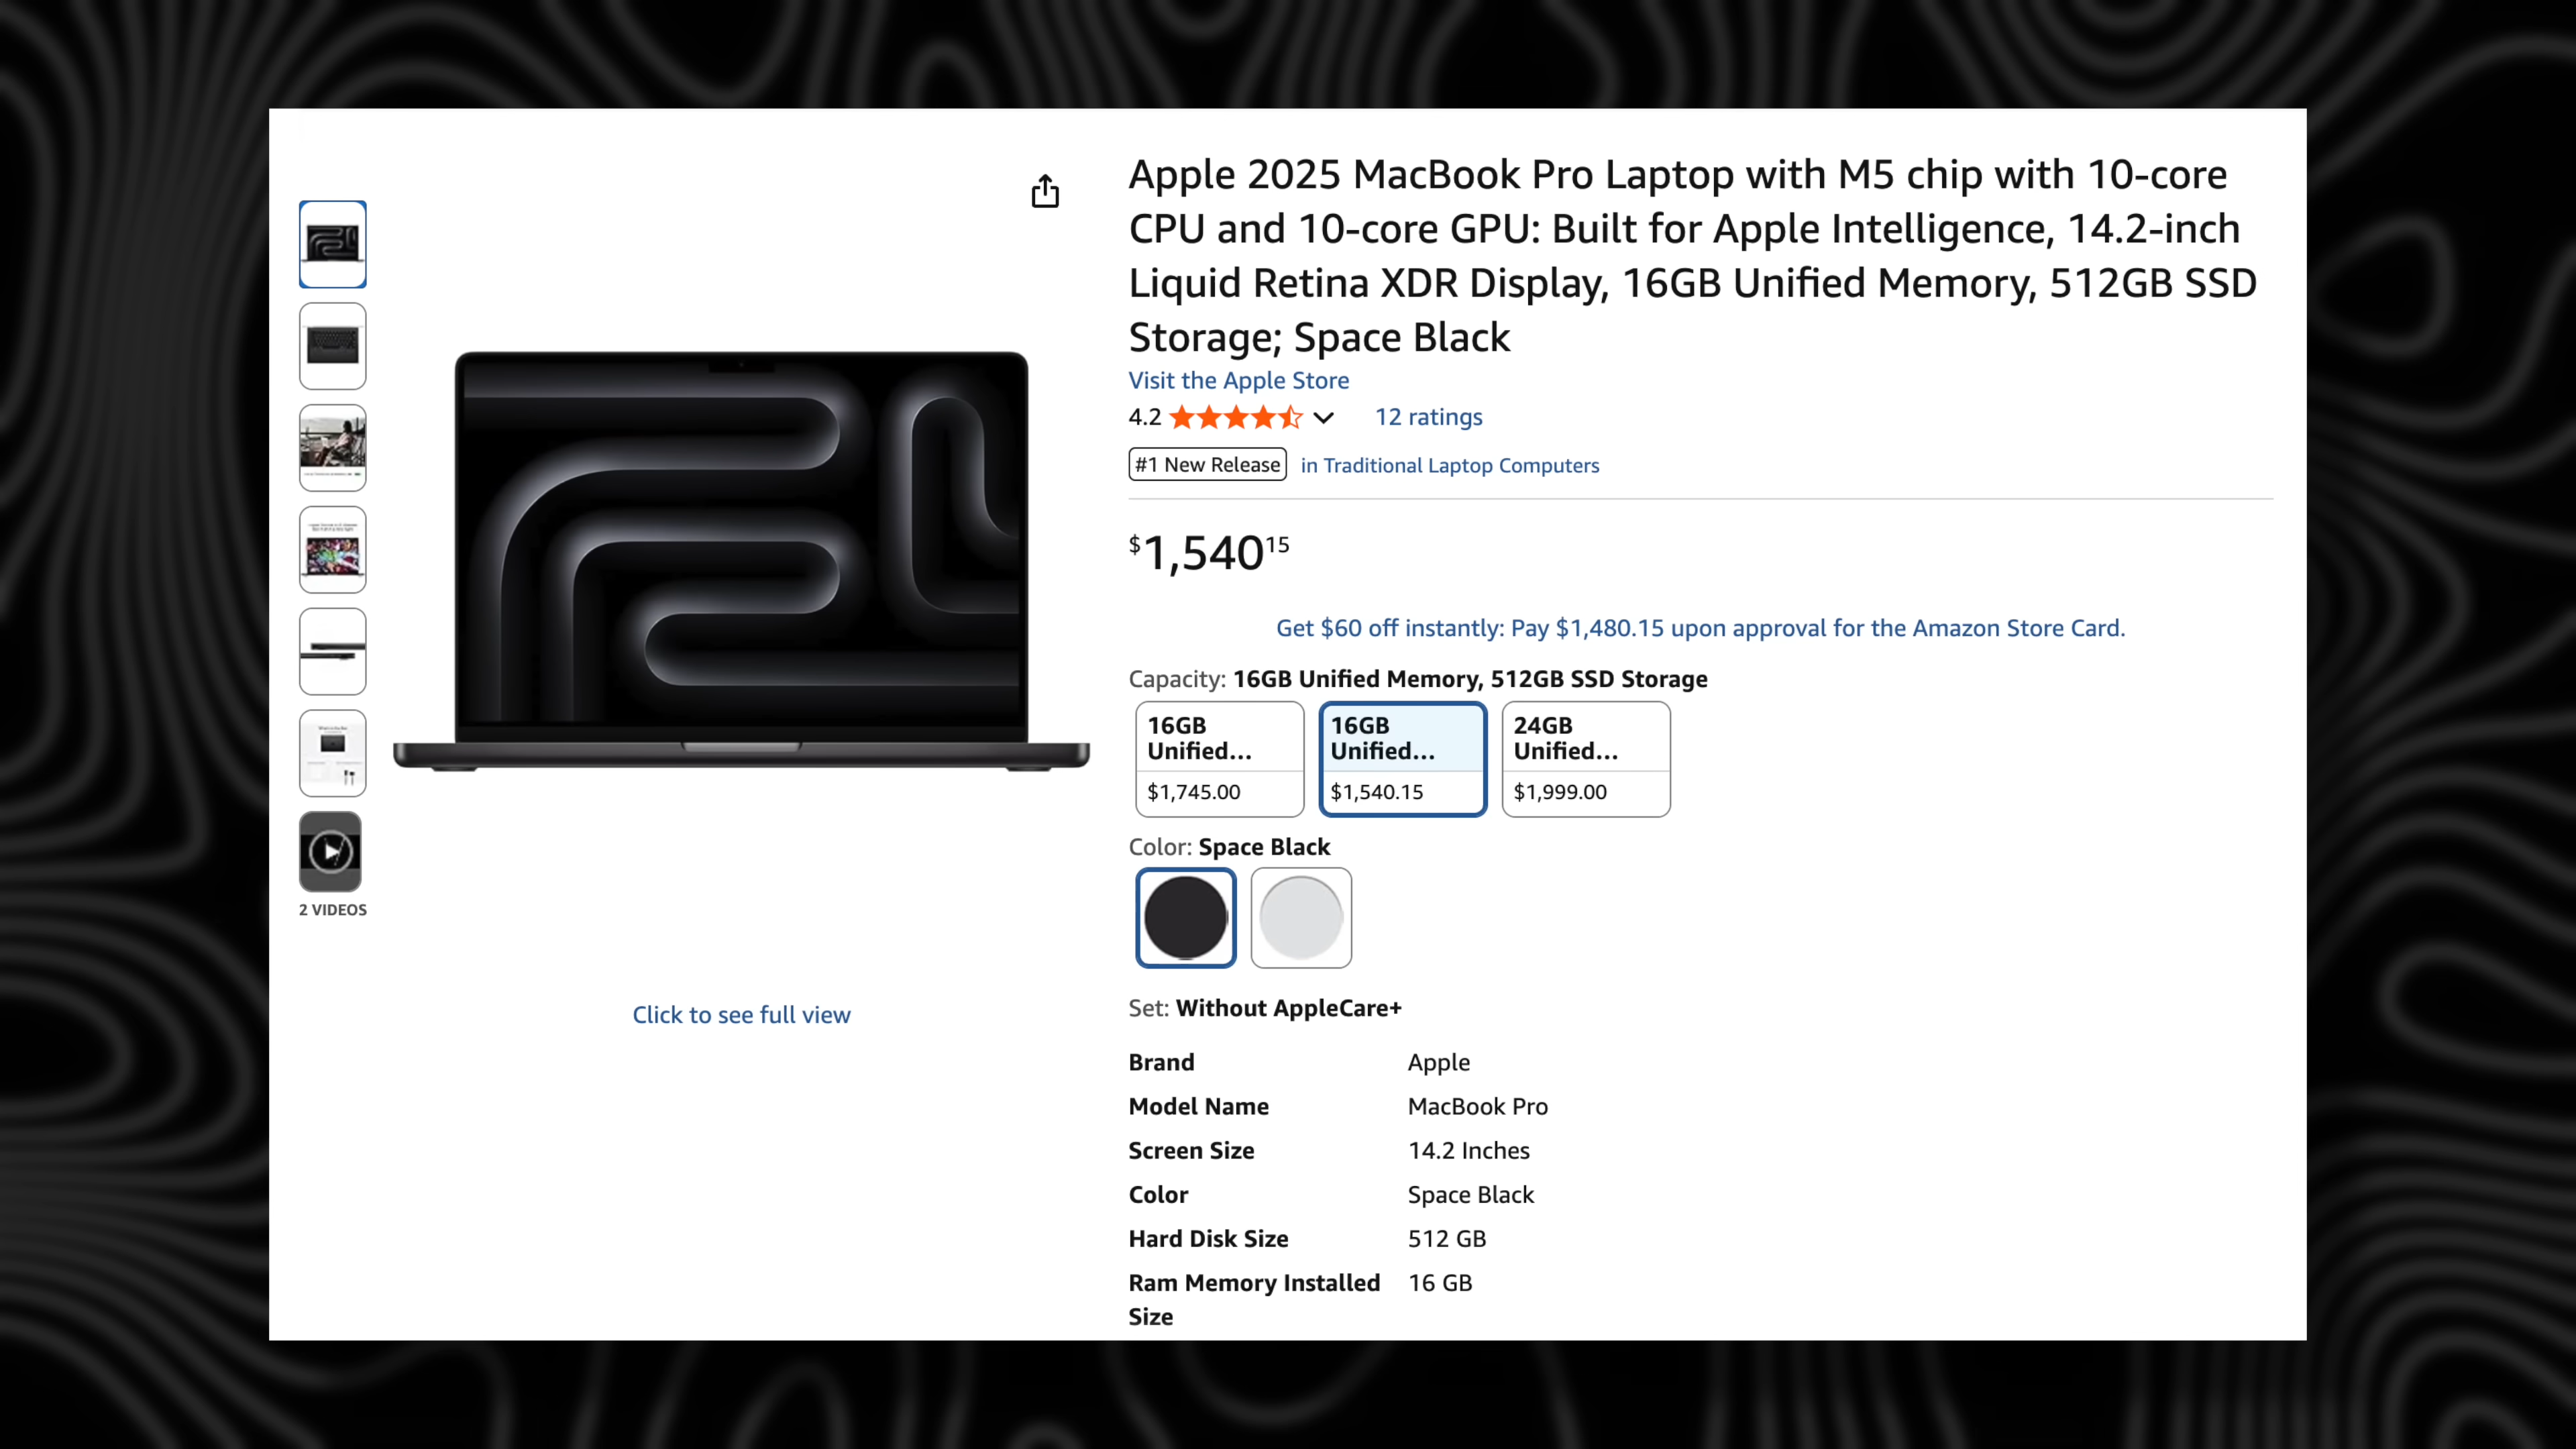 Apple 2025 MacBook Pro Laptop with M5 chip with 10-core
CPU and 10-core GPU: Built for Apple Intelligence, 14.2-inch
Liquid Retina XDR Display, 16GB Unified Memory, 512GB SSD
Storage; Space Black
Visit the Apple Store
4.2
12 ratings
#1 New Release in Traditional Laptop Computers
$1,540 15
Get $60 off instantly: Pay $1,480.15 upon approval for the Amazon Store Card.
Capacity: 16GB Unified Memory, 512GB SSD Storage
16GB
Unified...
$1,745.00
16GB
Unified...
$1,540.15
24GB
Unified...
$1,999.00
Color: Space Black
2 VIDEOS
Click to see full view
Set: Without AppleCare+
Brand Apple
Model Name MacBook Pro
Screen Size 14.2 Inches
Color Space Black
Hard Disk Size 512 GB
Ram Memory Installed 16 GB
Size